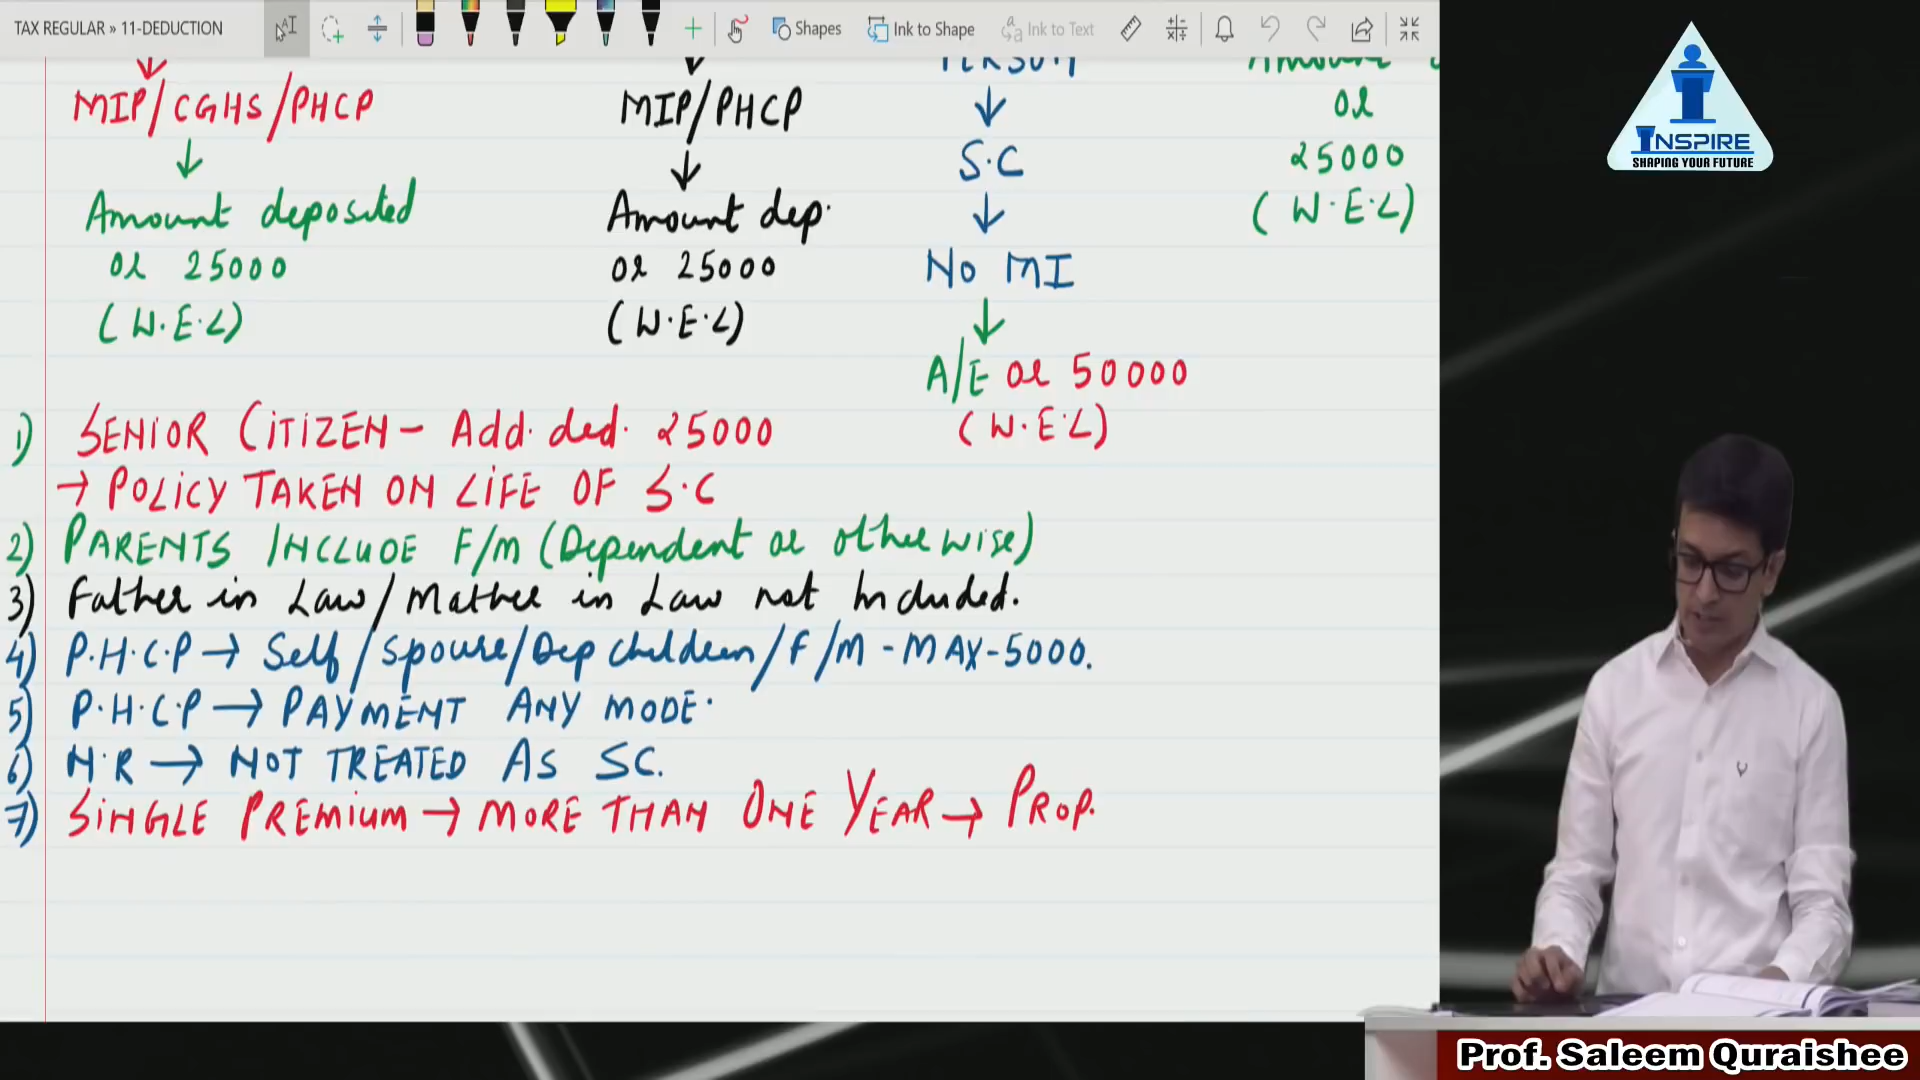 TAX REGULAR » 11-DEDUCTION
Shapes
Ink to Shape
Ink to Text
MIP/CGHS/PHCP
Amount deposited
or 25000
(W.E.L)
MIP/PHCP
Amount dep.
or 25000
(W.E.L)
S.C
No MI
A/E or 50000
(W.E.L)
or
25000
(W.E.L)
1) SENIOR CITIZEN - Add. ded. 25000
→ POLICY TAKEN ON LIFE OF S.C
2) PARENTS INCLUDE F/M (Dependent or otherwise)
3) Father in Law/Mother in Law not Included.
4) P.H.C.P → Self/Spouse/Dep children/F/M - MAX-5000.
5) P.H.C.P → PAYMENT ANY MODE.
6) N.R → NOT TREATED AS SC.
7) SINGLE PREMIUM → MORE THAN ONE YEAR → PROP.
INSPIRE
SHAPING YOUR FUTURE
Prof. Saleem Quraishee